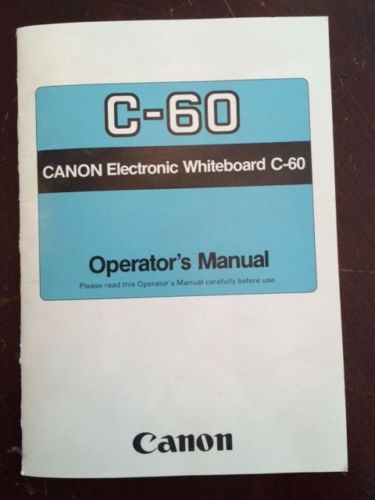 C-60
CANON Electronic Whiteboard C-60
Operator's Manual
Please read this Operator's Manual carefully before use.
Canon